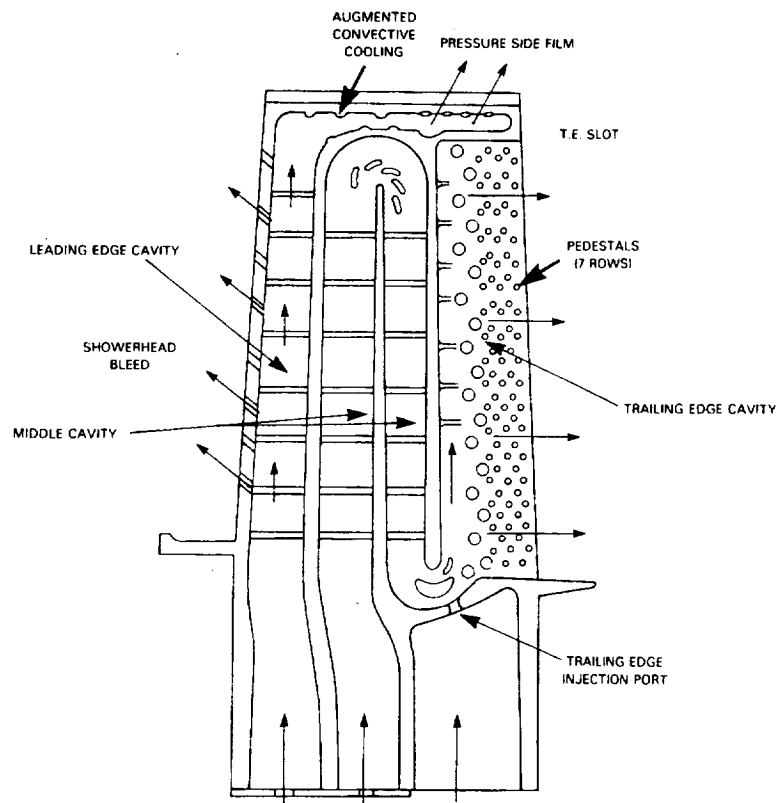 AUGMENTED
CONVECTIVE
COOLING
PRESSURE SIDE FILM
T.E. SLOT
LEADING EDGE CAVITY
PEDESTALS
(7 ROWS)
SHOWERHEAD
BLEED
TRAILING EDGE CAVITY
MIDDLE CAVITY
TRAILING EDGE
INJECTION PORT